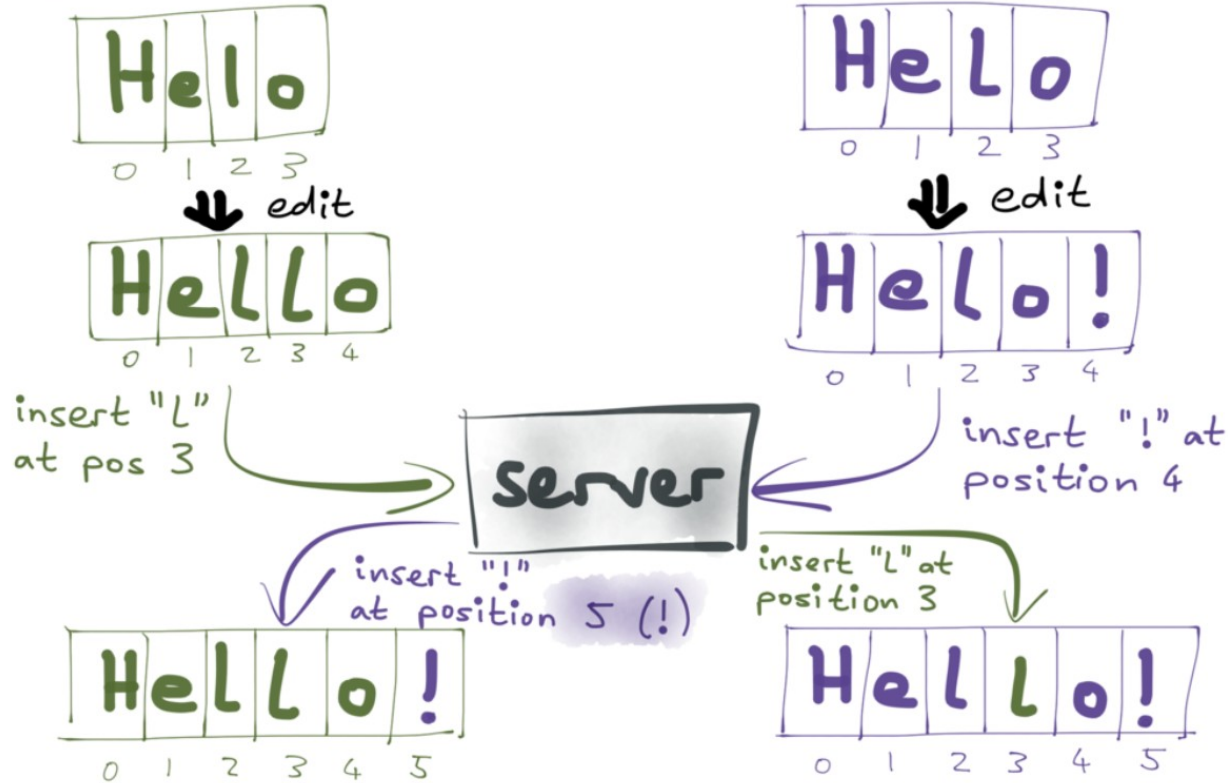 Helo
0 1 2 3
edit
Hello
0 1 2 3 4
insert "l"
at pos 3
Helo
0 1 2 3
edit
Helo!
0 1 2 3 4
insert "!" at
position 4
server
insert "!"
at position 5 (!)
insert "l" at
position 3
Hello!
0 1 2 3 4 5
Hello!
0 1 2 3 4 5